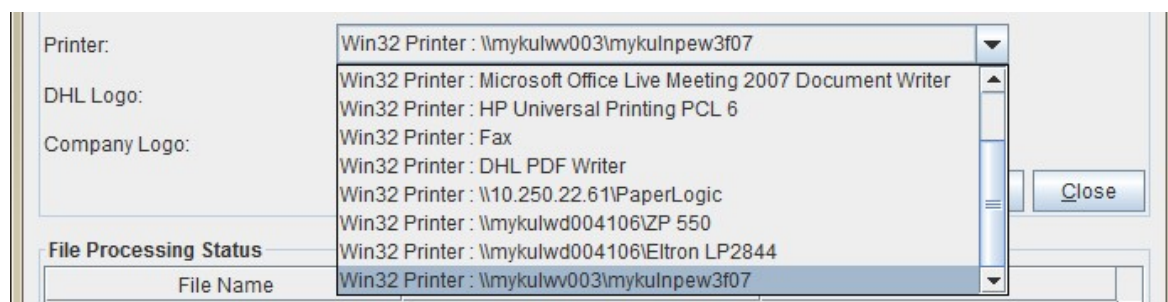 Printer:
Win32 Printer : \\mykulwv003\mykulnpew3f07
Win32 Printer : Microsoft Office Live Meeting 2007 Document Writer
DHL Logo:
Win32 Printer : HP Universal Printing PCL 6
Win32 Printer : Fax
Company Logo:
Win32 Printer : DHL PDF Writer
Win32 Printer : \\10.250.22.61\PaperLogic
Close
Win32 Printer : \\mykulwd004106\ZP 550
Win32 Printer : \\mykulwd004106\Eltron LP2844
File Processing Status
Win32 Printer : \\mykulwv003\mykulnpew3f07
File Name